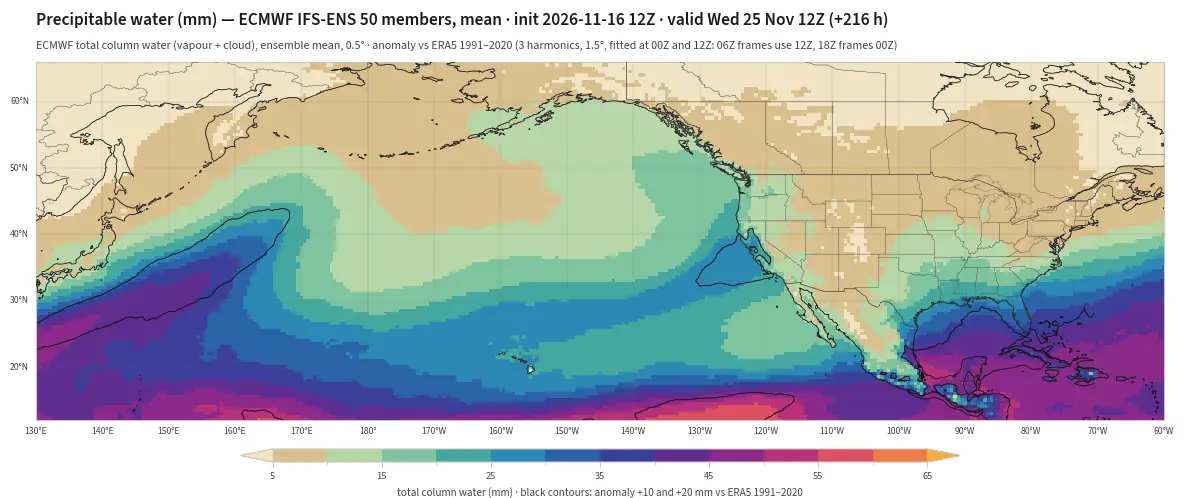 Precipitable water (mm) — ECMWF IFS-ENS 50 members, mean · init 2026-11-16 12Z · valid Wed 25 Nov 12Z (+216 h)
ECMWF total column water (vapour + cloud), ensemble mean, 0.5° · anomaly vs ERA5 1991–2020 (3 harmonics, 1.5°, fitted at 00Z and 12Z: 06Z frames use 12Z, 18Z frames 00Z)
60°N
50°N
40°N
30°N
20°N
130°E 140°E 150°E 160°E 170°E 180° 170°W 160°W 150°W 140°W 130°W 120°W 110°W 100°W 90°W 80°W 70°W 60°W
5 15 25 35 45 55 65
total column water (mm) · black contours: anomaly +10 and +20 mm vs ERA5 1991–2020